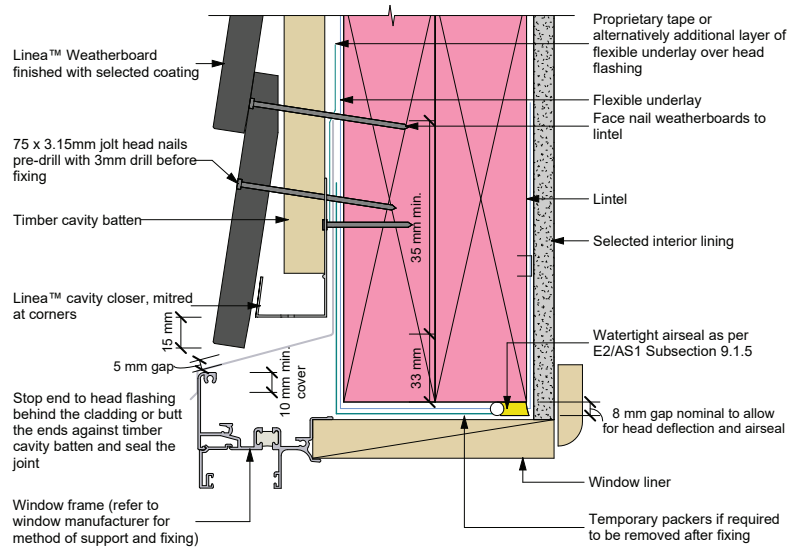 Linea™ Weatherboard
finished with selected coating
75 x 3.15mm jolt head nails
pre-drill with 3mm drill before
fixing
Timber cavity batten
Linea™ cavity closer, mitred
at corners
15 mm
5 mm gap
Stop end to head flashing
behind the cladding or butt
the ends against timber
cavity batten and seal the
joint
Window frame (refer to
window manufacturer for
method of support and fixing)
10 mm min.
cover
35 mm min.
33 mm
Proprietary tape or
alternatively additional layer of
flexible underlay over head
flashing
Flexible underlay
Face nail weatherboards to
lintel
Lintel
Selected interior lining
Watertight airseal as per
E2/AS1 Subsection 9.1.5
8 mm gap nominal to allow
for head deflection and airseal
Window liner
Temporary packers if required
to be removed after fixing